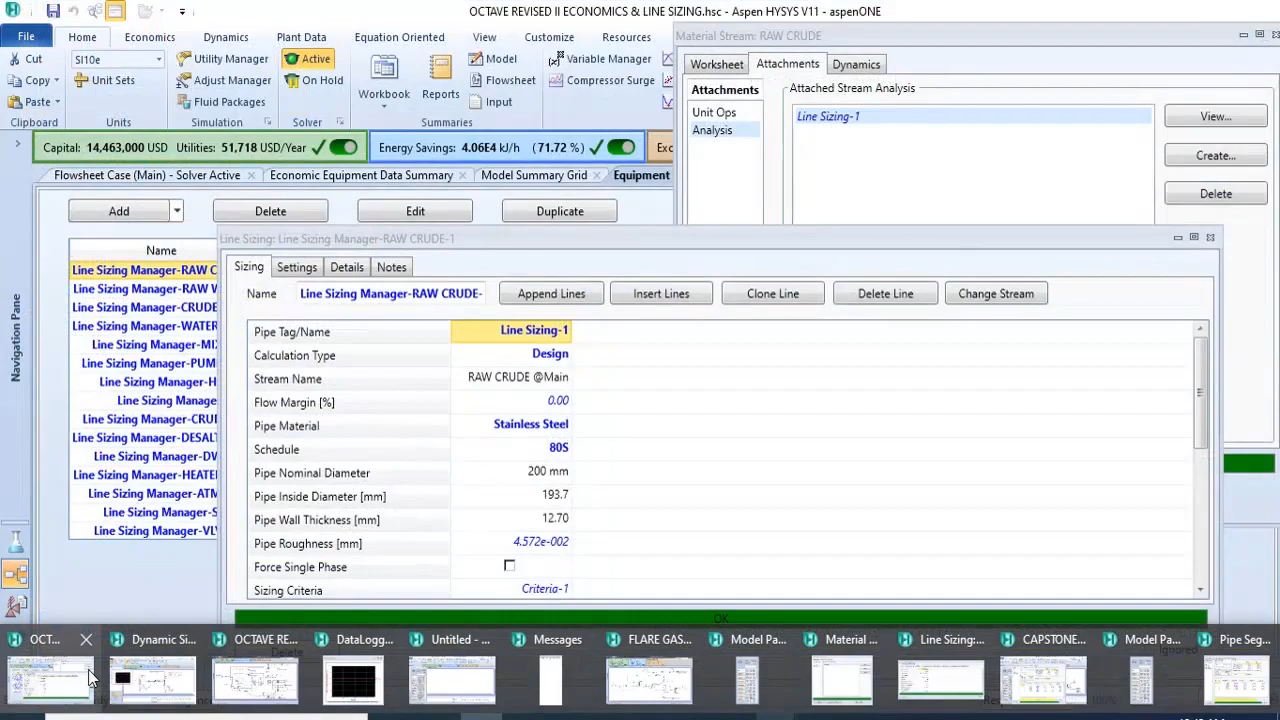 OCTAVE REVISED II ECONOMICS & LINE SIZING.hsc - Aspen HYSYS V11 - aspenONE
File Home Economics Dynamics Plant Data Equation Oriented View Customize Resources
Cut
Copy
Paste
Clipboard
SI10e
Unit Sets
Units
Utility Manager
Adjust Manager
Fluid Packages
Simulation
Active
On Hold
Solver
Workbook
Reports
Model
Flowsheet
Input
Summaries
Variable Manager
Compressor Surge
Capital: 14,463,000 USD Utilities: 51,718 USD/Year
Energy Savings: 4.06E4 kJ/h (71.72 %)
Flowsheet Case (Main) - Solver Active Economic Equipment Data Summary Model Summary Grid Equipment
Add Delete Edit Duplicate
Name
Line Sizing Manager-RAW C
Line Sizing Manager-RAW
Line Sizing Manager-CRUDE
Line Sizing Manager-WATER
Line Sizing Manager-MIX
Line Sizing Manager-PUM
Line Sizing Manager-H
Line Sizing Manager
Line Sizing Manager-CRU
Line Sizing Manager-DESAL
Line Sizing Manager-DW
Line Sizing Manager-HEATER
Line Sizing Manager-ATM
Line Sizing Manager-S
Line Sizing Manager-VLV
Navigation Pane
Material Stream: RAW CRUDE
Worksheet Attachments Dynamics
Attachments
Unit Ops
Analysis
Attached Stream Analysis
Line Sizing-1
View...
Create...
Delete
Line Sizing: Line Sizing Manager-RAW CRUDE-1
Sizing Settings Details Notes
Name Line Sizing Manager-RAW CRUDE- Append Lines Insert Lines Clone Line Delete Line Change Stream
Pipe Tag/Name Line Sizing-1
Calculation Type Design
Stream Name RAW CRUDE @Main
Flow Margin [%] 0.00
Pipe Material Stainless Steel
Schedule 80S
Pipe Nominal Diameter 200 mm
Pipe Inside Diameter [mm] 193.7
Pipe Wall Thickness [mm] 12.70
Pipe Roughness [mm] 4.572e-002
Force Single Phase
Sizing Criteria Criteria-1
OK
OCT... Dynamic Si... OCTAVE RE... DataLogg... Untitled - ... Messages FLARE GAS... Model Pa... Material ... Line Sizing:... CAPSTONE... Model Pa... Pipe Seg...
Delete